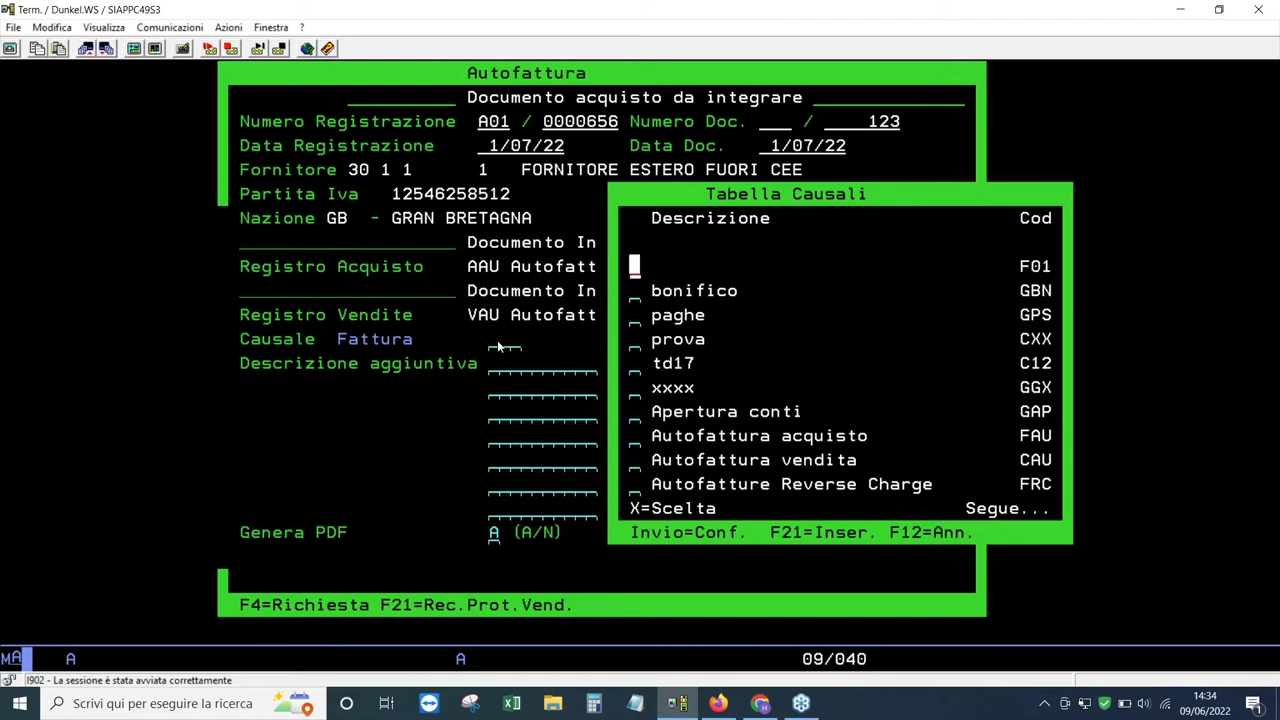 Term. / Dunkel.WS / SIAPPC49S3
File Modifica Visualizza Comunicazioni Azioni Finestra ?
Autofattura
Documento acquisto da integrare
Numero Registrazione A01 / 0000656 Numero Doc. / 123
Data Registrazione 1/07/22 Data Doc. 1/07/22
Fornitore 30 1 1 1 FORNITORE ESTERO FUORI CEE
Partita Iva 12546258512
Nazione GB - GRAN BRETAGNA
Documento In
Registro Acquisto AAU Autofatt
Documento In
Registro Vendite VAU Autofatt
Causale Fattura
Descrizione aggiuntiva
Genera PDF A (A/N)
F4=Richiesta F21=Rec.Prot.Vend.
Tabella Causali
Descrizione Cod
F01
bonifico GBN
paghe GPS
prova CXX
td17 C12
xxxx GGX
Apertura conti GAP
Autofattura acquisto FAU
Autofattura vendita CAU
Autofatture Reverse Charge FRC
X=Scelta Segue...
Invio=Conf. F21=Inser. F12=Ann.
MA A A 09/040
I902 - La sessione è stata avviata correttamente
Scrivi qui per eseguire la ricerca
14:34
09/06/2022